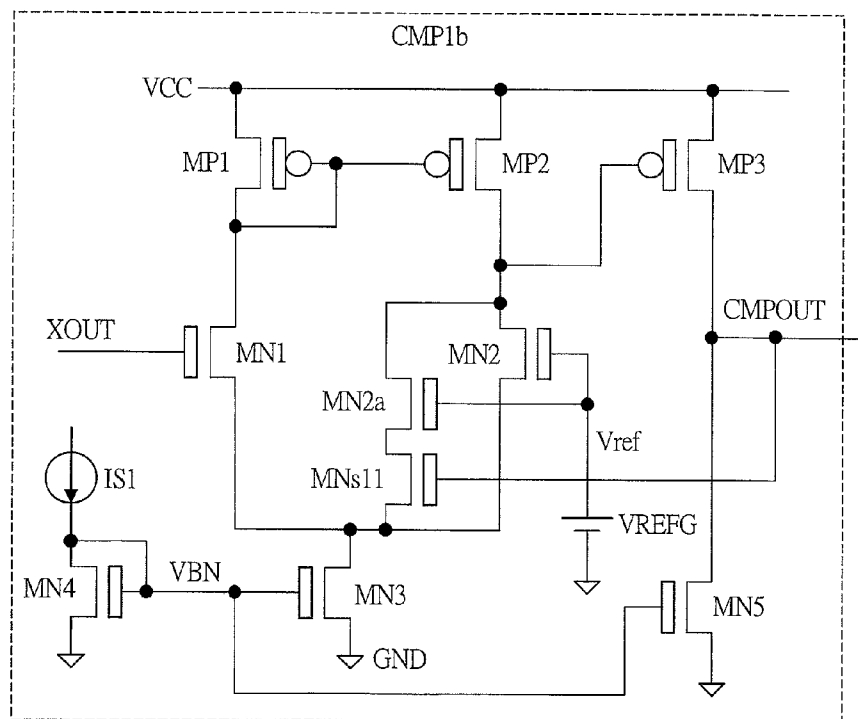 CMP1b
VCC
MP1
MP2
MP3
XOUT
MN1
MN2
CMPOUT
MN2a
Vref
MNs11
IS1
VREFG
MN4
VBN
MN3
MN5
GND